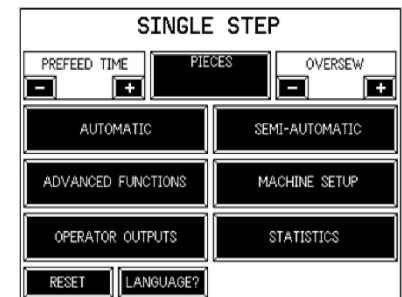 SINGLE STEP
PREFEED TIME PIECES OVERSEW
- + - +
AUTOMATIC SEMI-AUTOMATIC
ADVANCED FUNCTIONS MACHINE SETUP
OPERATOR OUTPUTS STATISTICS
RESET LANGUAGE?